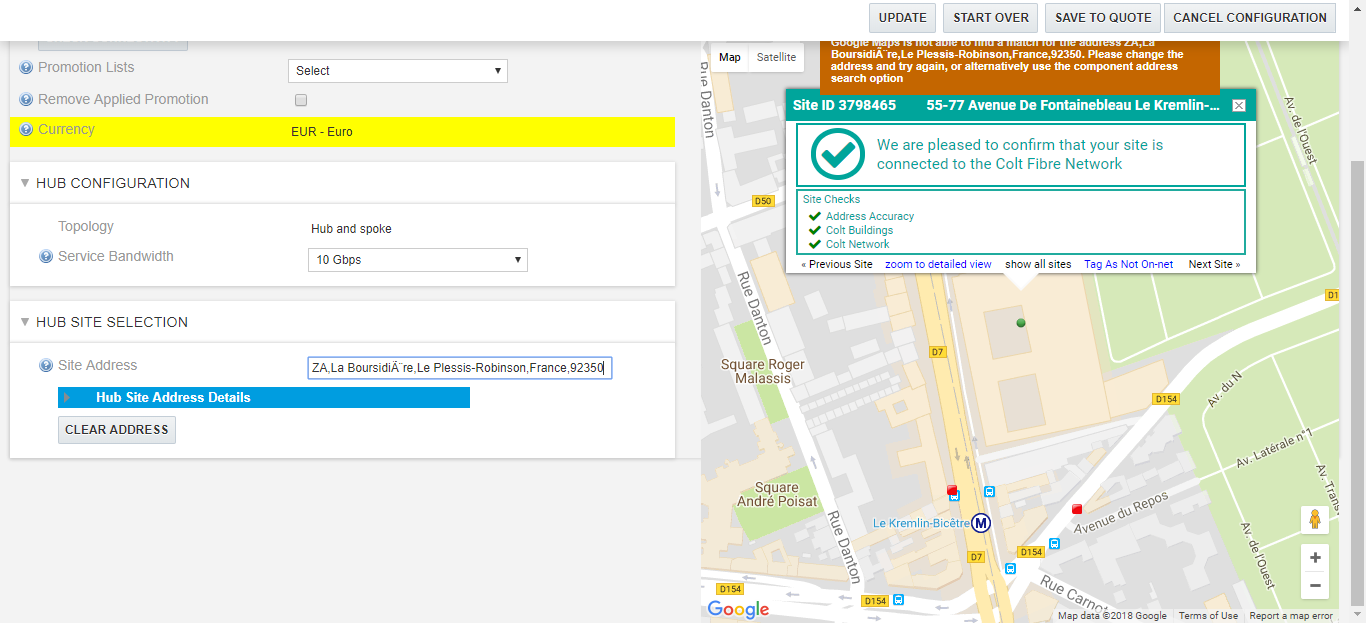 UPDATE START OVER SAVE TO QUOTE CANCEL CONFIGURATION
Promotion Lists Select
Remove Applied Promotion
Currency EUR - Euro
HUB CONFIGURATION
Topology Hub and spoke
Service Bandwidth 10 Gbps
HUB SITE SELECTION
Site Address ZA,La BoursidiÃ¨re,Le Plessis-Robinson,France,92350
Hub Site Address Details
CLEAR ADDRESS
Map Satellite
Google Maps is not able to find a match for the address ZA,La
BoursidiÃ¨re,Le Plessis-Robinson,France,92350. Please change the
address and try again, or alternatively use the component address
search option
Site ID 3798465 55-77 Avenue De Fontainebleau Le Kremlin-...
We are pleased to confirm that your site is
connected to the Colt Fibre Network
Site Checks
Address Accuracy
Colt Buildings
Colt Network
« Previous Site zoom to detailed view show all sites Tag As Not On-net Next Site »
Rue Danton
D50
Av. de l'Ouest
Rue Danton
D1
D7
Square Roger
Malassis
Av. du N
D154
Av. Latérale n°1
Av. Trans
Square
André Poisat
Rue Danton
Le Kremlin-Bicêtre M
Avenue du Repos
Av. de l'Ouest
D7
D154
Rue Carnot
D154
D154
Google
Map data ©2018 Google Terms of Use Report a map error